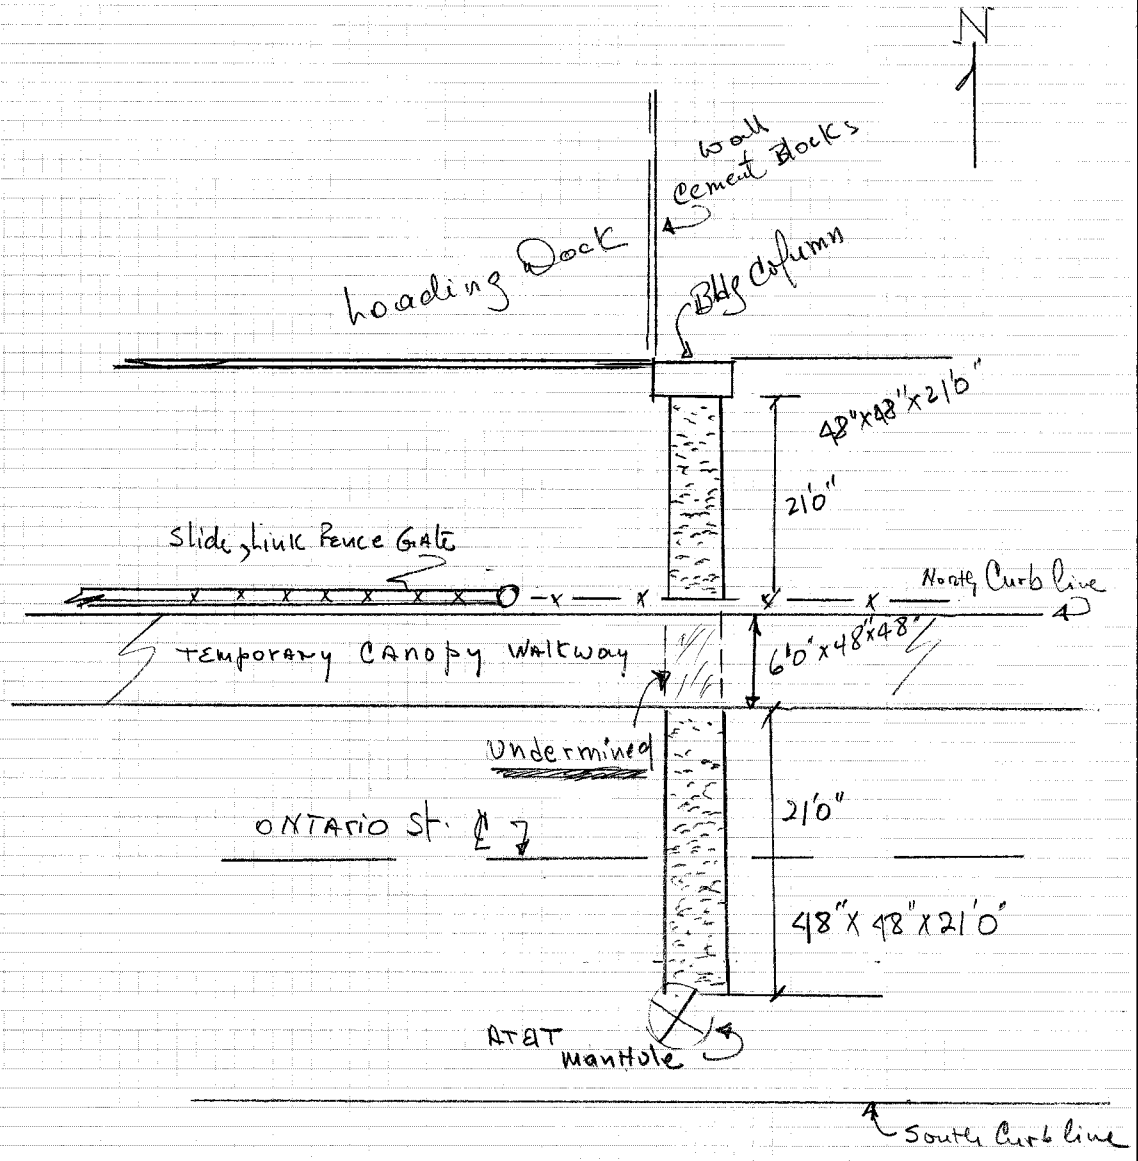 N
Wall
Cement Blocks
Loading Dock
Bldg Column
48"x48"x21'0"
21'0"
Slide, Link Fence Gate
North Curb line
TEMPORARY CANOPY WALKWAY
6'0"x48"x48"
Undermined
21'0"
ONTARIO St. ℄
48"x48"x21'0"
AT&T
ManHole
South Curb line